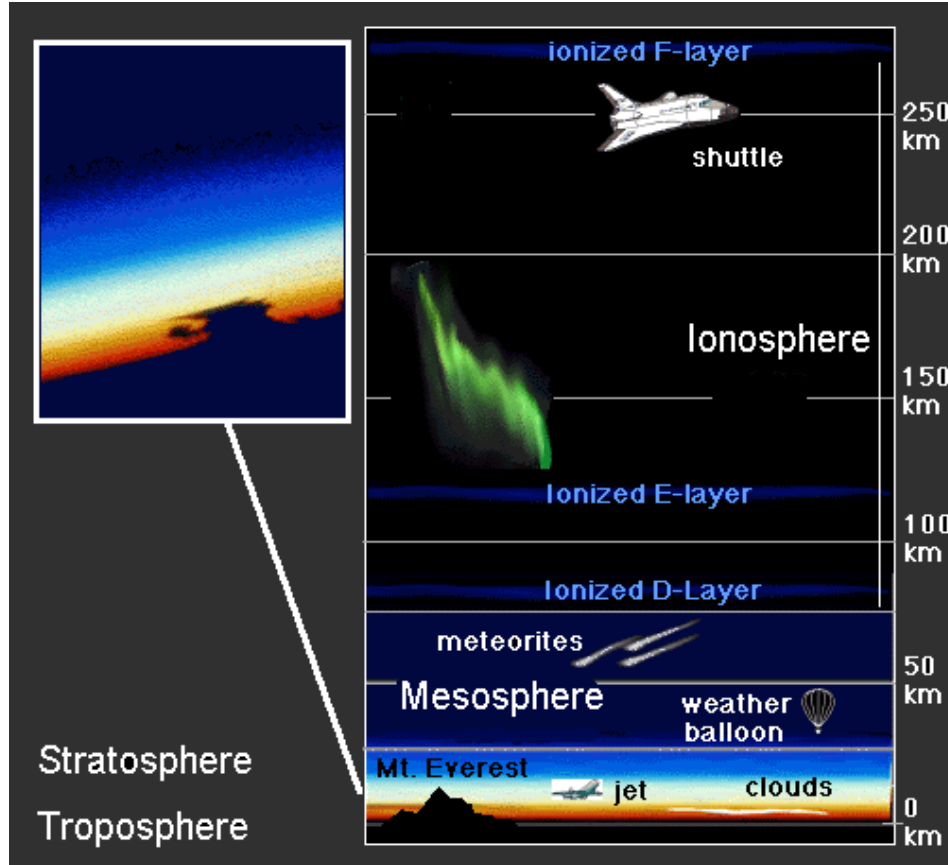 ionized F-layer
250
km
shuttle
200
km
Ionosphere
150
km
Ionized E-layer
100
km
Ionized D-Layer
meteorites
50
km
Mesosphere
weather
balloon
Stratosphere
Mt. Everest
jet
clouds
0
km
Troposphere